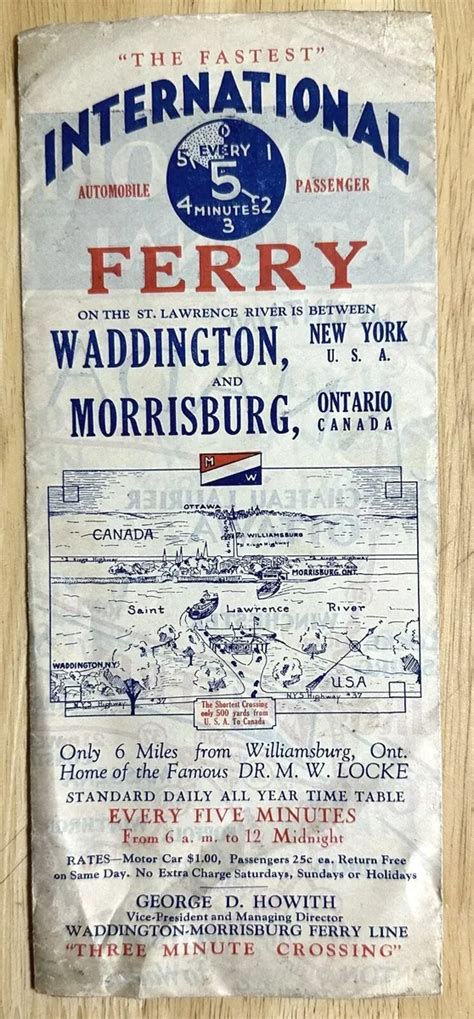 "THE FASTEST"
INTERNATIONAL
AUTOMOBILE PASSENGER
0
5 EVERY 1
5
4 MINUTES 2
3
FERRY
ON THE ST. LAWRENCE RIVER IS BETWEEN
WADDINGTON, NEW YORK
U. S. A.
AND
MORRISBURG, ONTARIO
CANADA
M
W
OTTAWA
CANADA
WILLIAMSBURG
MORRISBURG, ONT.
Saint Lawrence River
WADDINGTON, N.Y.
USA
N.Y.S Highway #37
N.Y.S Highway #37
The Shortest Crossing
only 500 yards from
U. S. A. To Canada
Only 6 Miles from Williamsburg, Ont.
Home of the Famous DR. M. W. LOCKE
STANDARD DAILY ALL YEAR TIME TABLE
EVERY FIVE MINUTES
From 6 a. m. to 12 Midnight
RATES—Motor Car $1.00, Passengers 25c ea. Return Free
on Same Day. No Extra Charge Saturdays, Sundays or Holidays
GEORGE D. HOWITH
Vice-President and Managing Director
WADDINGTON-MORRISBURG FERRY LINE
"THREE MINUTE CROSSING"